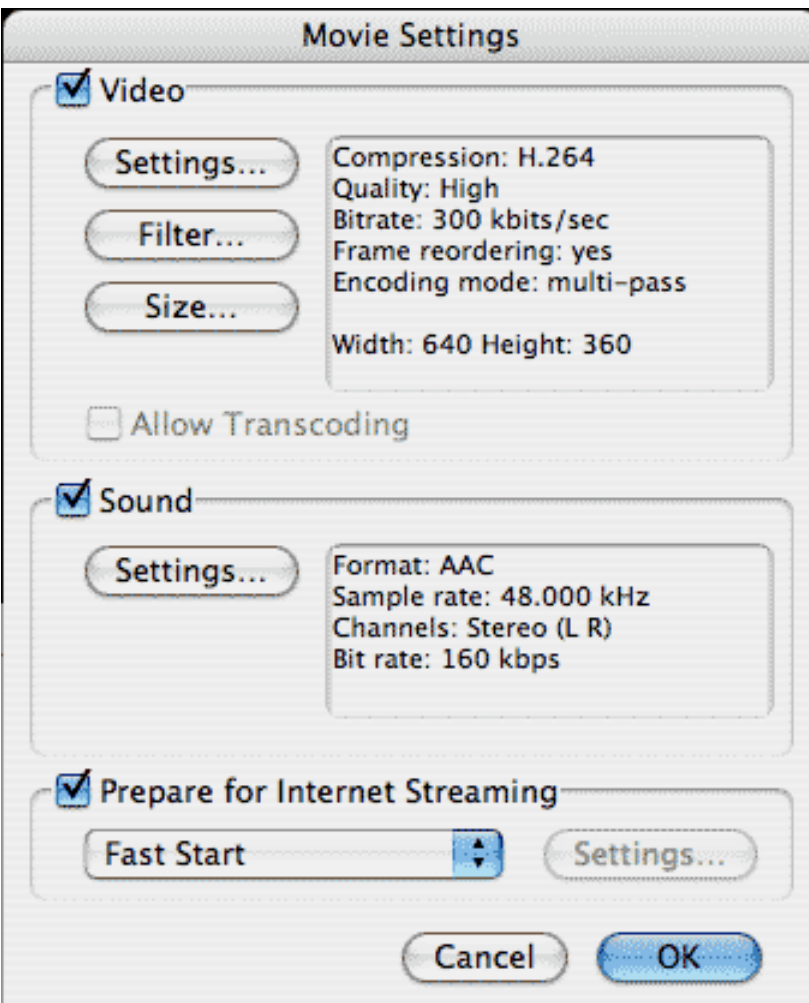 Movie Settings
Video
Settings...
Compression: H.264
Quality: High
Filter...
Bitrate: 300 kbits/sec
Frame reordering: yes
Encoding mode: multi-pass
Size...
Width: 640 Height: 360
Allow Transcoding
Sound
Settings...
Format: AAC
Sample rate: 48.000 kHz
Channels: Stereo (L R)
Bit rate: 160 kbps
Prepare for Internet Streaming
Fast Start
Settings...
Cancel
OK